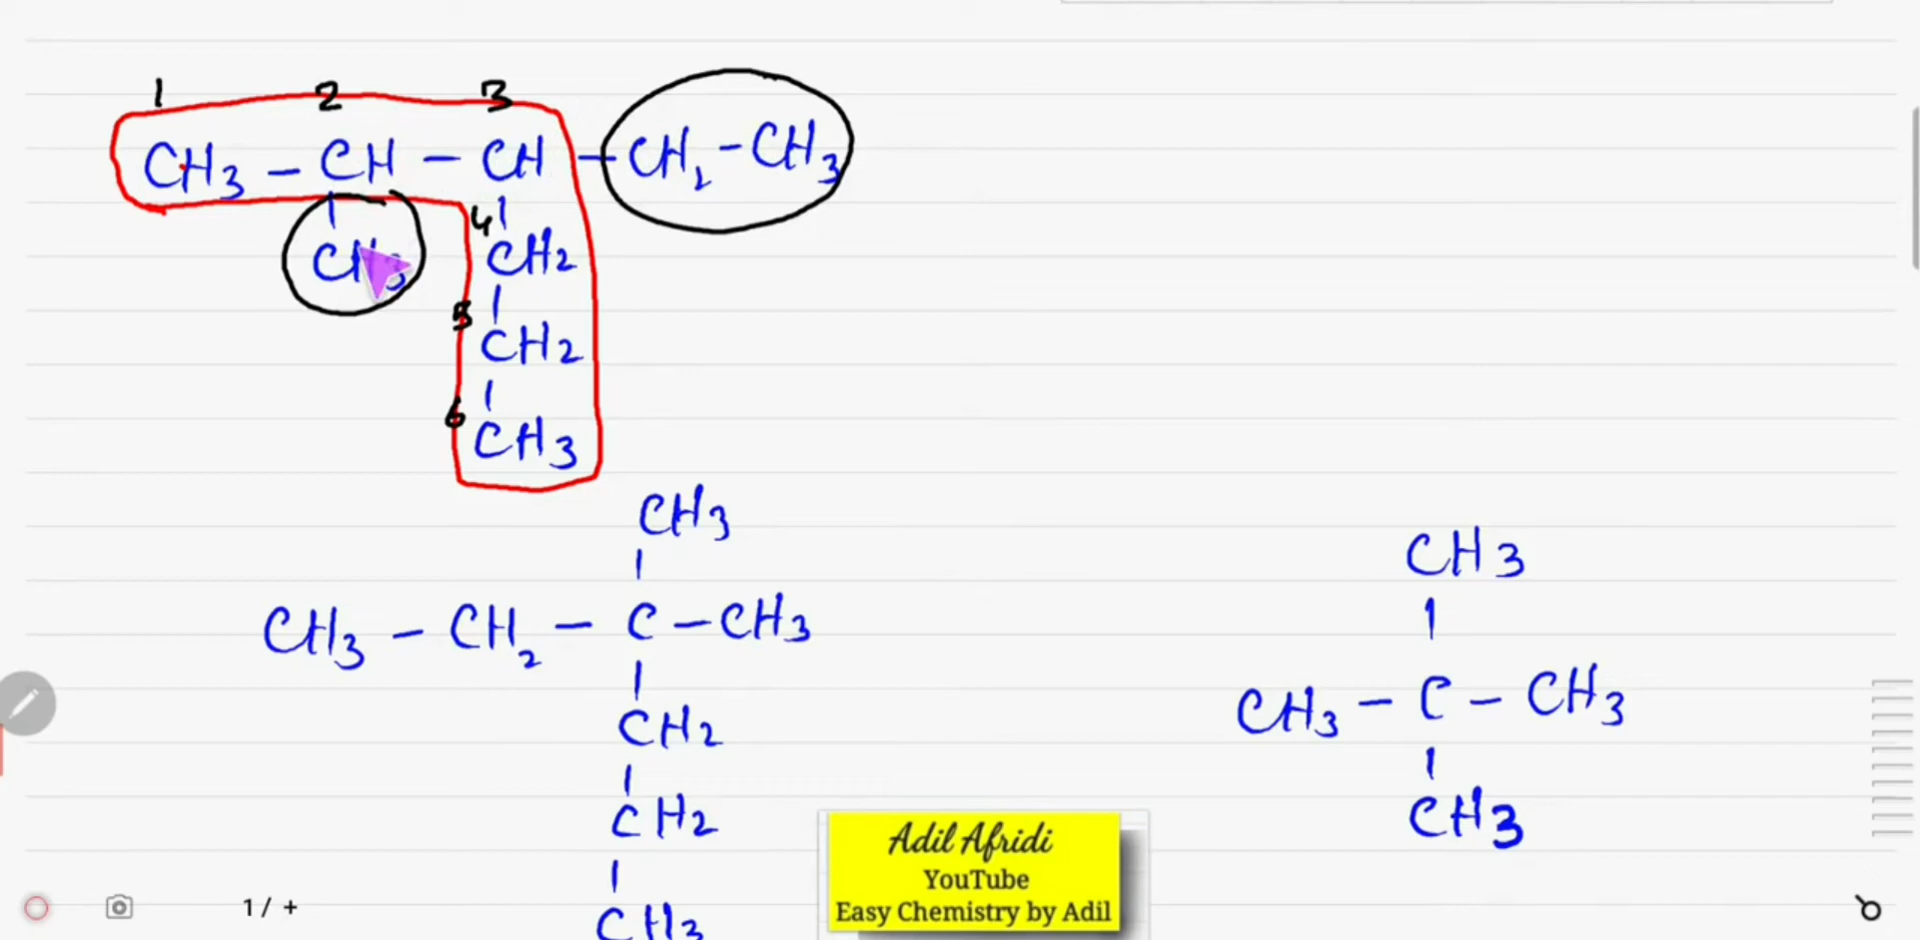 1 2 3
CH3 - CH - CH - CH2 - CH3
4
CH2
5
CH2
6
CH3
CH3
CH3 - CH2 - C - CH3
CH2
CH2
CH3
CH3
CH3 - C - CH3
CH3
Adil Afridi
YouTube
Easy Chemistry by Adil
1 / +